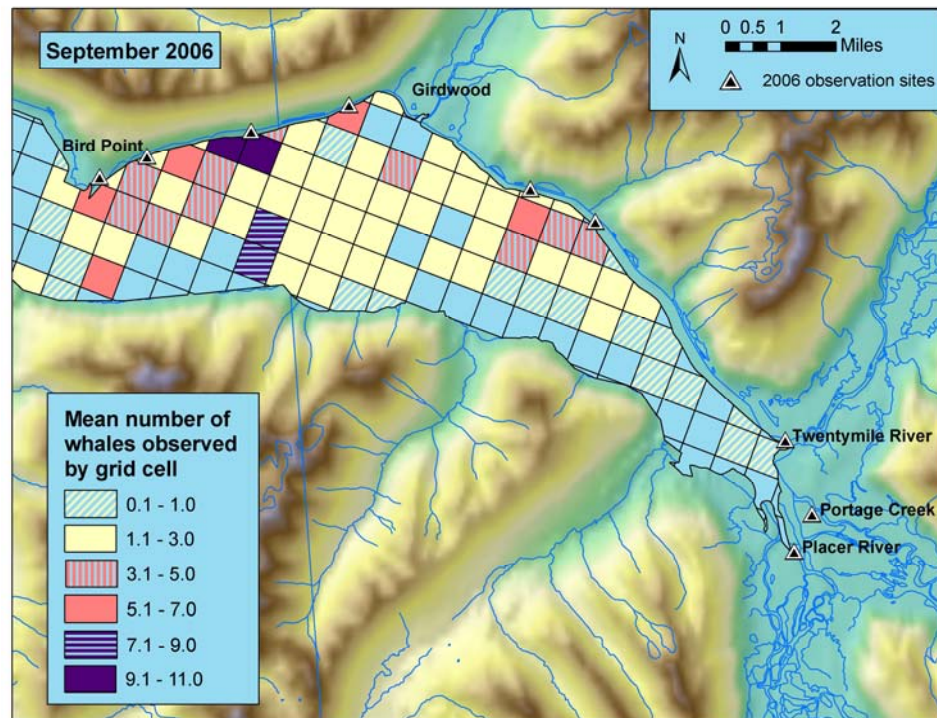 September 2006
N
0 0.5 1 2
Miles
2006 observation sites
Girdwood
Bird Point
Twentymile River
Portage Creek
Placer River
Mean number of
whales observed
by grid cell
0.1 - 1.0
1.1 - 3.0
3.1 - 5.0
5.1 - 7.0
7.1 - 9.0
9.1 - 11.0